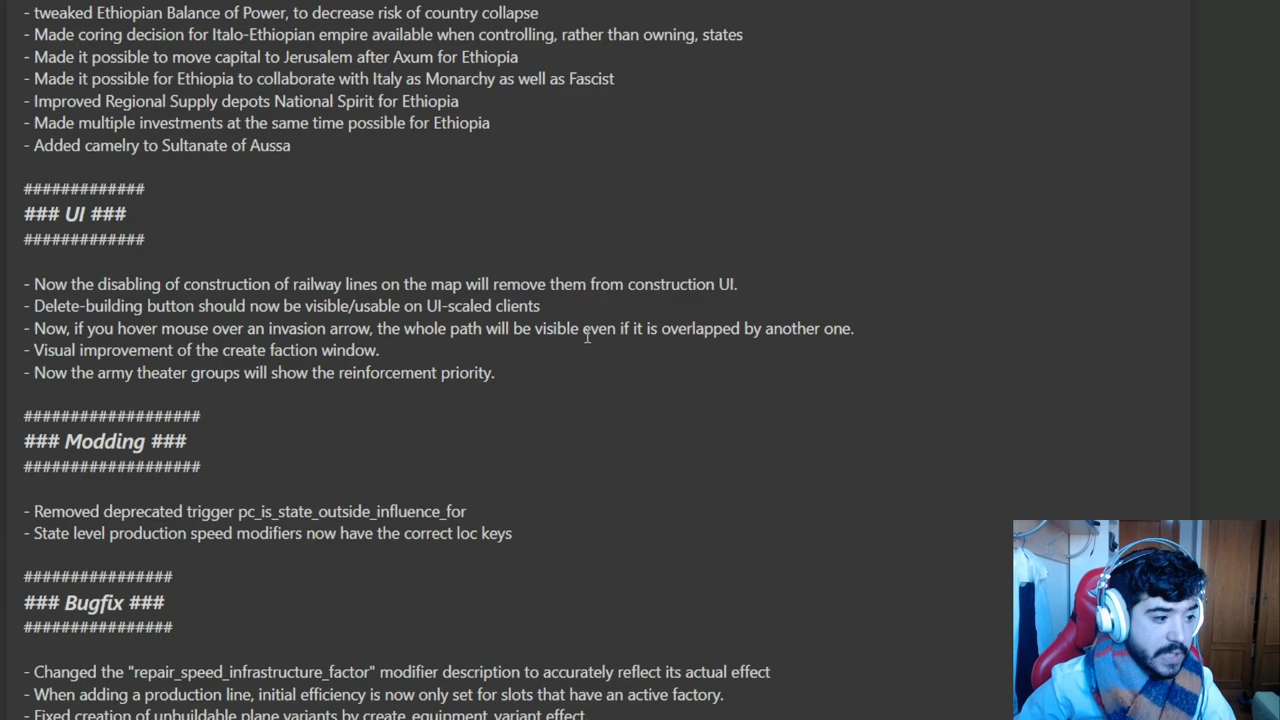 - tweaked Ethiopian Balance of Power, to decrease risk of country collapse
- Made coring decision for Italo-Ethiopian empire available when controlling, rather than owning, states
- Made it possible to move capital to Jerusalem after Axum for Ethiopia
- Made it possible for Ethiopia to collaborate with Italy as Monarchy as well as Fascist
- Improved Regional Supply depots National Spirit for Ethiopia
- Made multiple investments at the same time possible for Ethiopia
- Added camelry to Sultanate of Aussa
#############
### UI ###
#############
- Now the disabling of construction of railway lines on the map will remove them from construction UI.
- Delete-building button should now be visible/usable on UI-scaled clients
- Now, if you hover mouse over an invasion arrow, the whole path will be visible even if it is overlapped by another one.
- Visual improvement of the create faction window.
- Now the army theater groups will show the reinforcement priority.
###################
### Modding ###
###################
- Removed deprecated trigger pc_is_state_outside_influence_for
- State level production speed modifiers now have the correct loc keys
################
### Bugfix ###
################
- Changed the "repair_speed_infrastructure_factor" modifier description to accurately reflect its actual effect
- When adding a production line, initial efficiency is now only set for slots that have an active factory.
- Fixed creation of unbuildable plane variants by create_equipment_variant effect